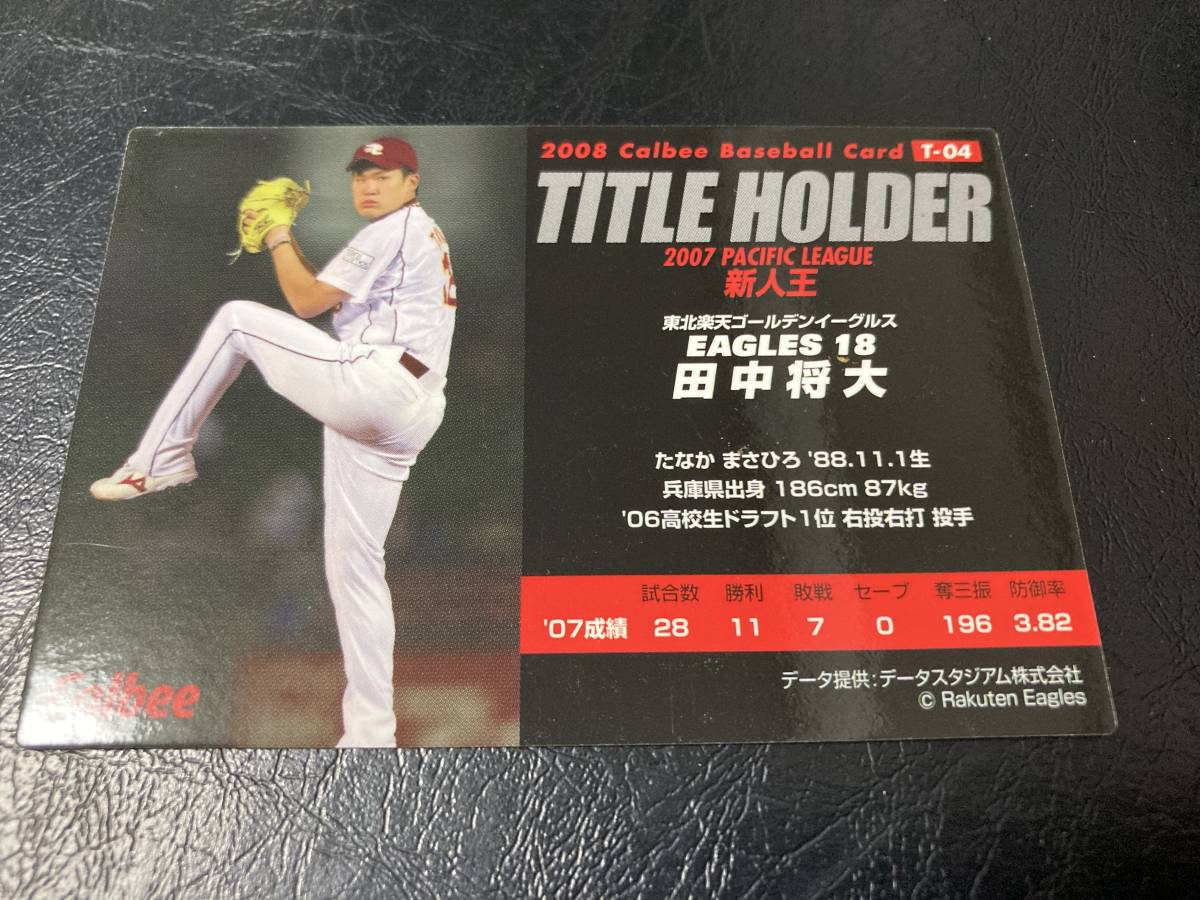 2008 Calbee Baseball Card T-04
TITLE HOLDER
2007 PACIFIC LEAGUE
新人王
東北楽天ゴールデンイーグルス
EAGLES 18
田中将大
たなか まさひろ '88.11.1生
兵庫県出身 186cm 87kg
'06高校生ドラフト1位 右投右打 投手
試合数 勝利 敗戦 セーブ 奪三振 防御率
'07成績 28 11 7 0 196 3.82
データ提供:データスタジアム株式会社
© Rakuten Eagles
Calbee